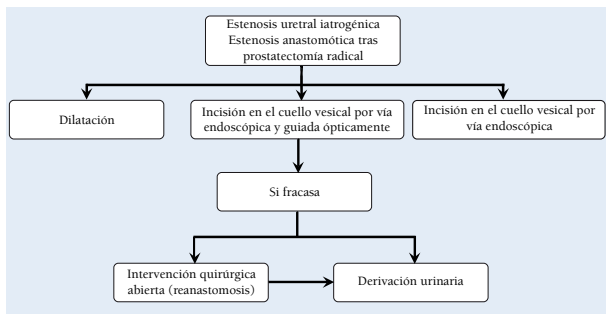 Estenosis uretral iatrogénica
Estenosis anastomótica tras
prostatectomía radical
Dilatación
Incisión en el cuello vesical por vía
endoscópica y guiada ópticamente
Incisión en el cuello vesical por
vía endoscópica
Si fracasa
Intervención quirúrgica
abierta (reanastomosis)
Derivación urinaria